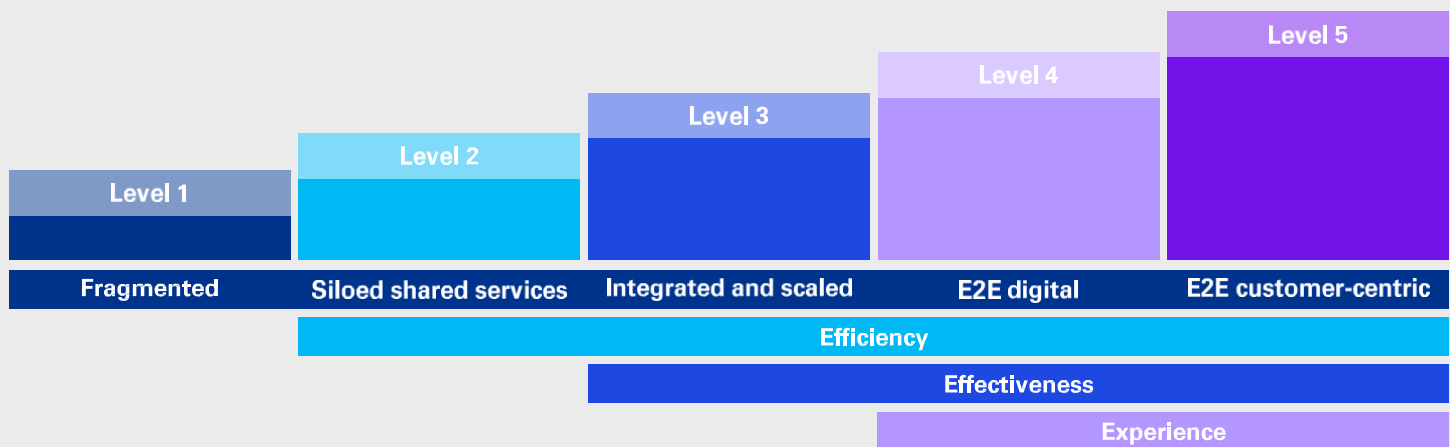 Level 1
Level 2
Level 3
Level 4
Level 5
Fragmented
Siloed shared services
Integrated and scaled
E2E digital
E2E customer-centric
Efficiency
Effectiveness
Experience